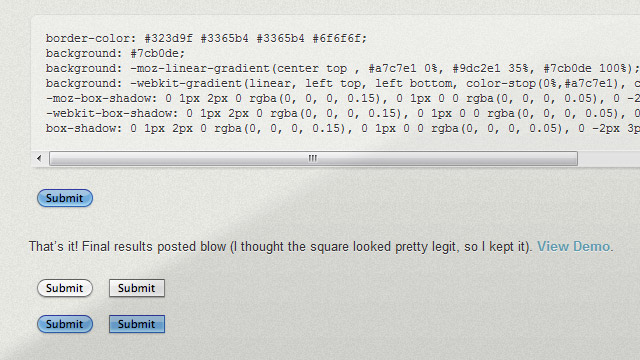 border-color: #323d9f #3365b4 #3365b4 #6f6f6f;
background: #7cb0de;
background: -moz-linear-gradient(center top , #a7c7e1 0%, #9dc2e1 35%, #7cb0de 100%);
background: -webkit-gradient(linear, left top, left bottom, color-stop(0%,#a7c7e1), c
-moz-box-shadow: 0 1px 2px 0 rgba(0, 0, 0, 0.15), 0 1px 0 0 rgba(0, 0, 0, 0.05), 0 -2
-webkit-box-shadow: 0 1px 2px 0 rgba(0, 0, 0, 0.15), 0 1px 0 0 rgba(0, 0, 0, 0.05), 0
box-shadow: 0 1px 2px 0 rgba(0, 0, 0, 0.15), 0 1px 0 0 rgba(0, 0, 0, 0.05), 0 -2px 3p
Submit
That's it! Final results posted blow (I thought the square looked pretty legit, so I kept it). View Demo.
Submit Submit
Submit Submit